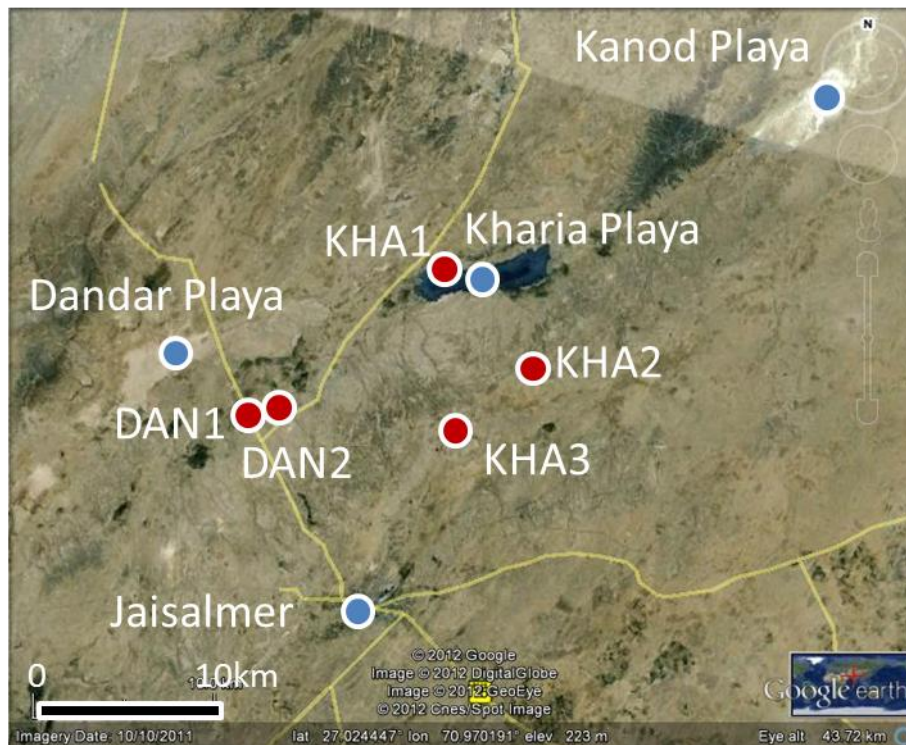 N
Kanod Playa
KHA1
Kharia Playa
Dandar Playa
KHA2
DAN1
DAN2
KHA3
Jaisalmer
0 10km
© 2012 Google
Image © 2012 DigitalGlobe
Image © 2012 GeoEye
© 2012 Cnes/Spot Image
Google earth
Imagery Date: 10/10/2011 lat 27.024447° lon 70.970191° elev 223 m Eye alt 43.72 km